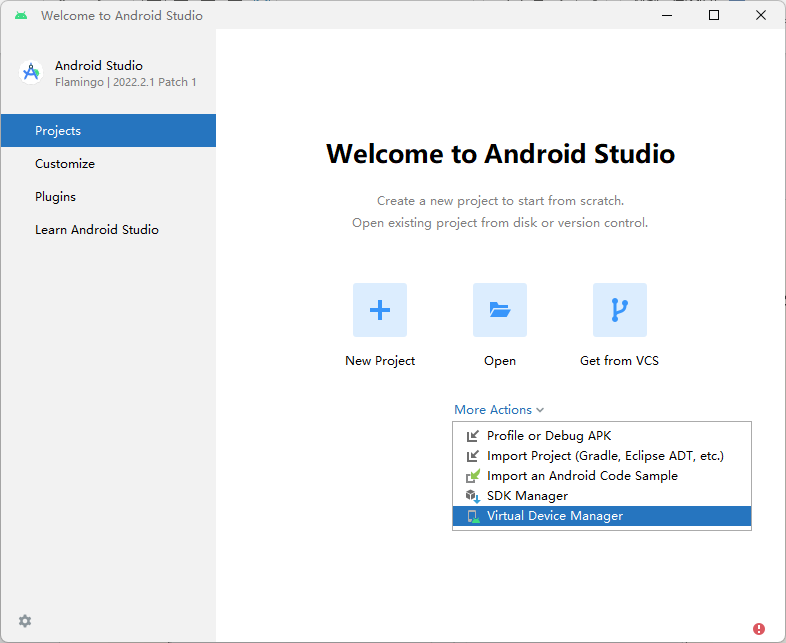 Welcome to Android Studio
Android Studio
Flamingo | 2022.2.1 Patch 1
Projects
Customize
Plugins
Learn Android Studio
Welcome to Android Studio
Create a new project to start from scratch.
Open existing project from disk or version control.
New Project
Open
Get from VCS
More Actions
Profile or Debug APK
Import Project (Gradle, Eclipse ADT, etc.)
Import an Android Code Sample
SDK Manager
Virtual Device Manager